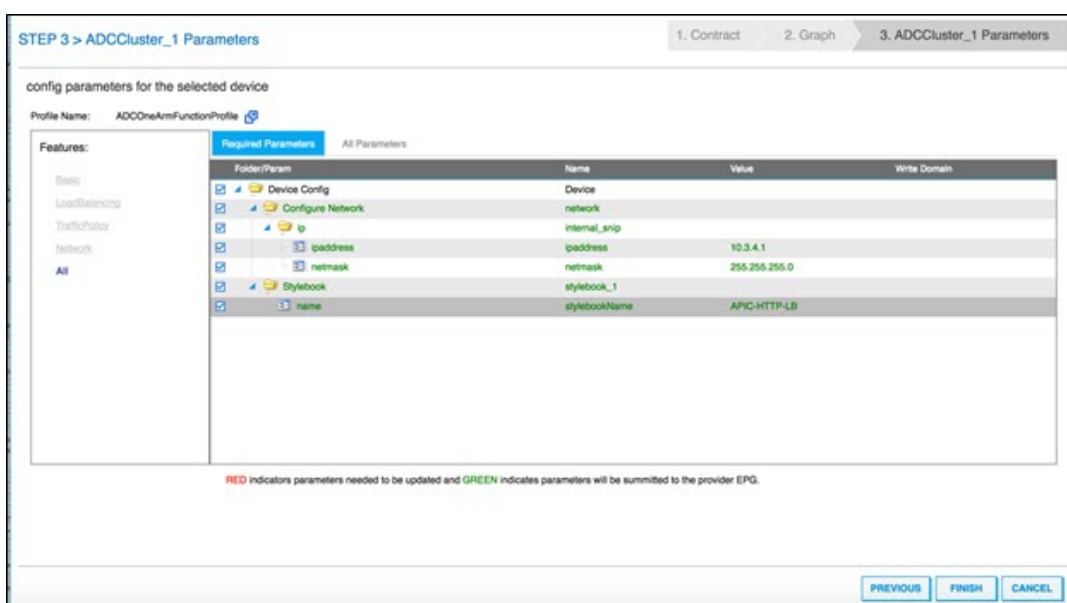 STEP 3 > ADCCluster_1 Parameters
1. Contract 2. Graph 3. ADCCluster_1 Parameters
config parameters for the selected device
Profile Name: ADCOneArmFunctionProfile
Features:
Basic
LoadBalancing
TrafficPolicy
Network
All
Required Parameters All Parameters
Folder/Param Name Value Write Domain
Device Config Device
Configure Network network
ip internal_snip
ipaddress ipaddress 10.3.4.1
netmask netmask 255.255.255.0
Stylebook stylebook_1
name stylebookName APIC-HTTP-LB
RED indicators parameters needed to be updated and GREEN indicates parameters will be summitted to the provider EPG.
PREVIOUS FINISH CANCEL